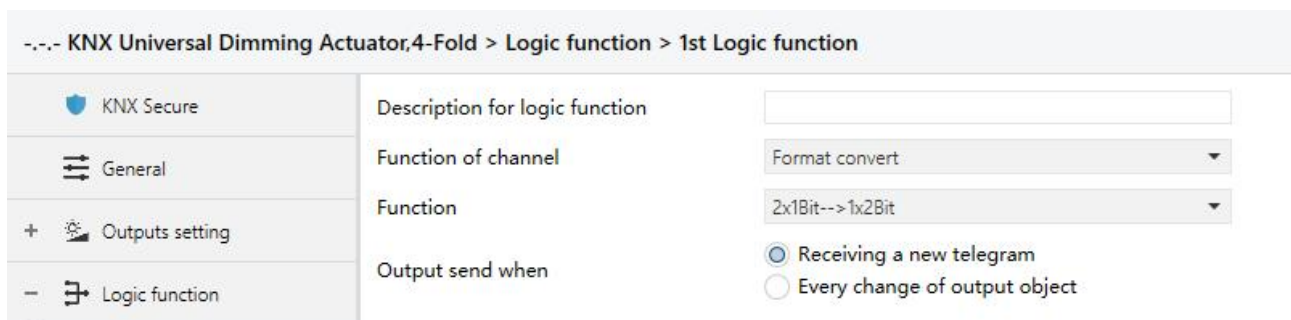 -.-.- KNX Universal Dimming Actuator,4-Fold > Logic function > 1st Logic function
KNX Secure
General
+ Outputs setting
- Logic function
Description for logic function
Function of channel Format convert
Function 2x1Bit-->1x2Bit
Output send when Receiving a new telegram
Every change of output object